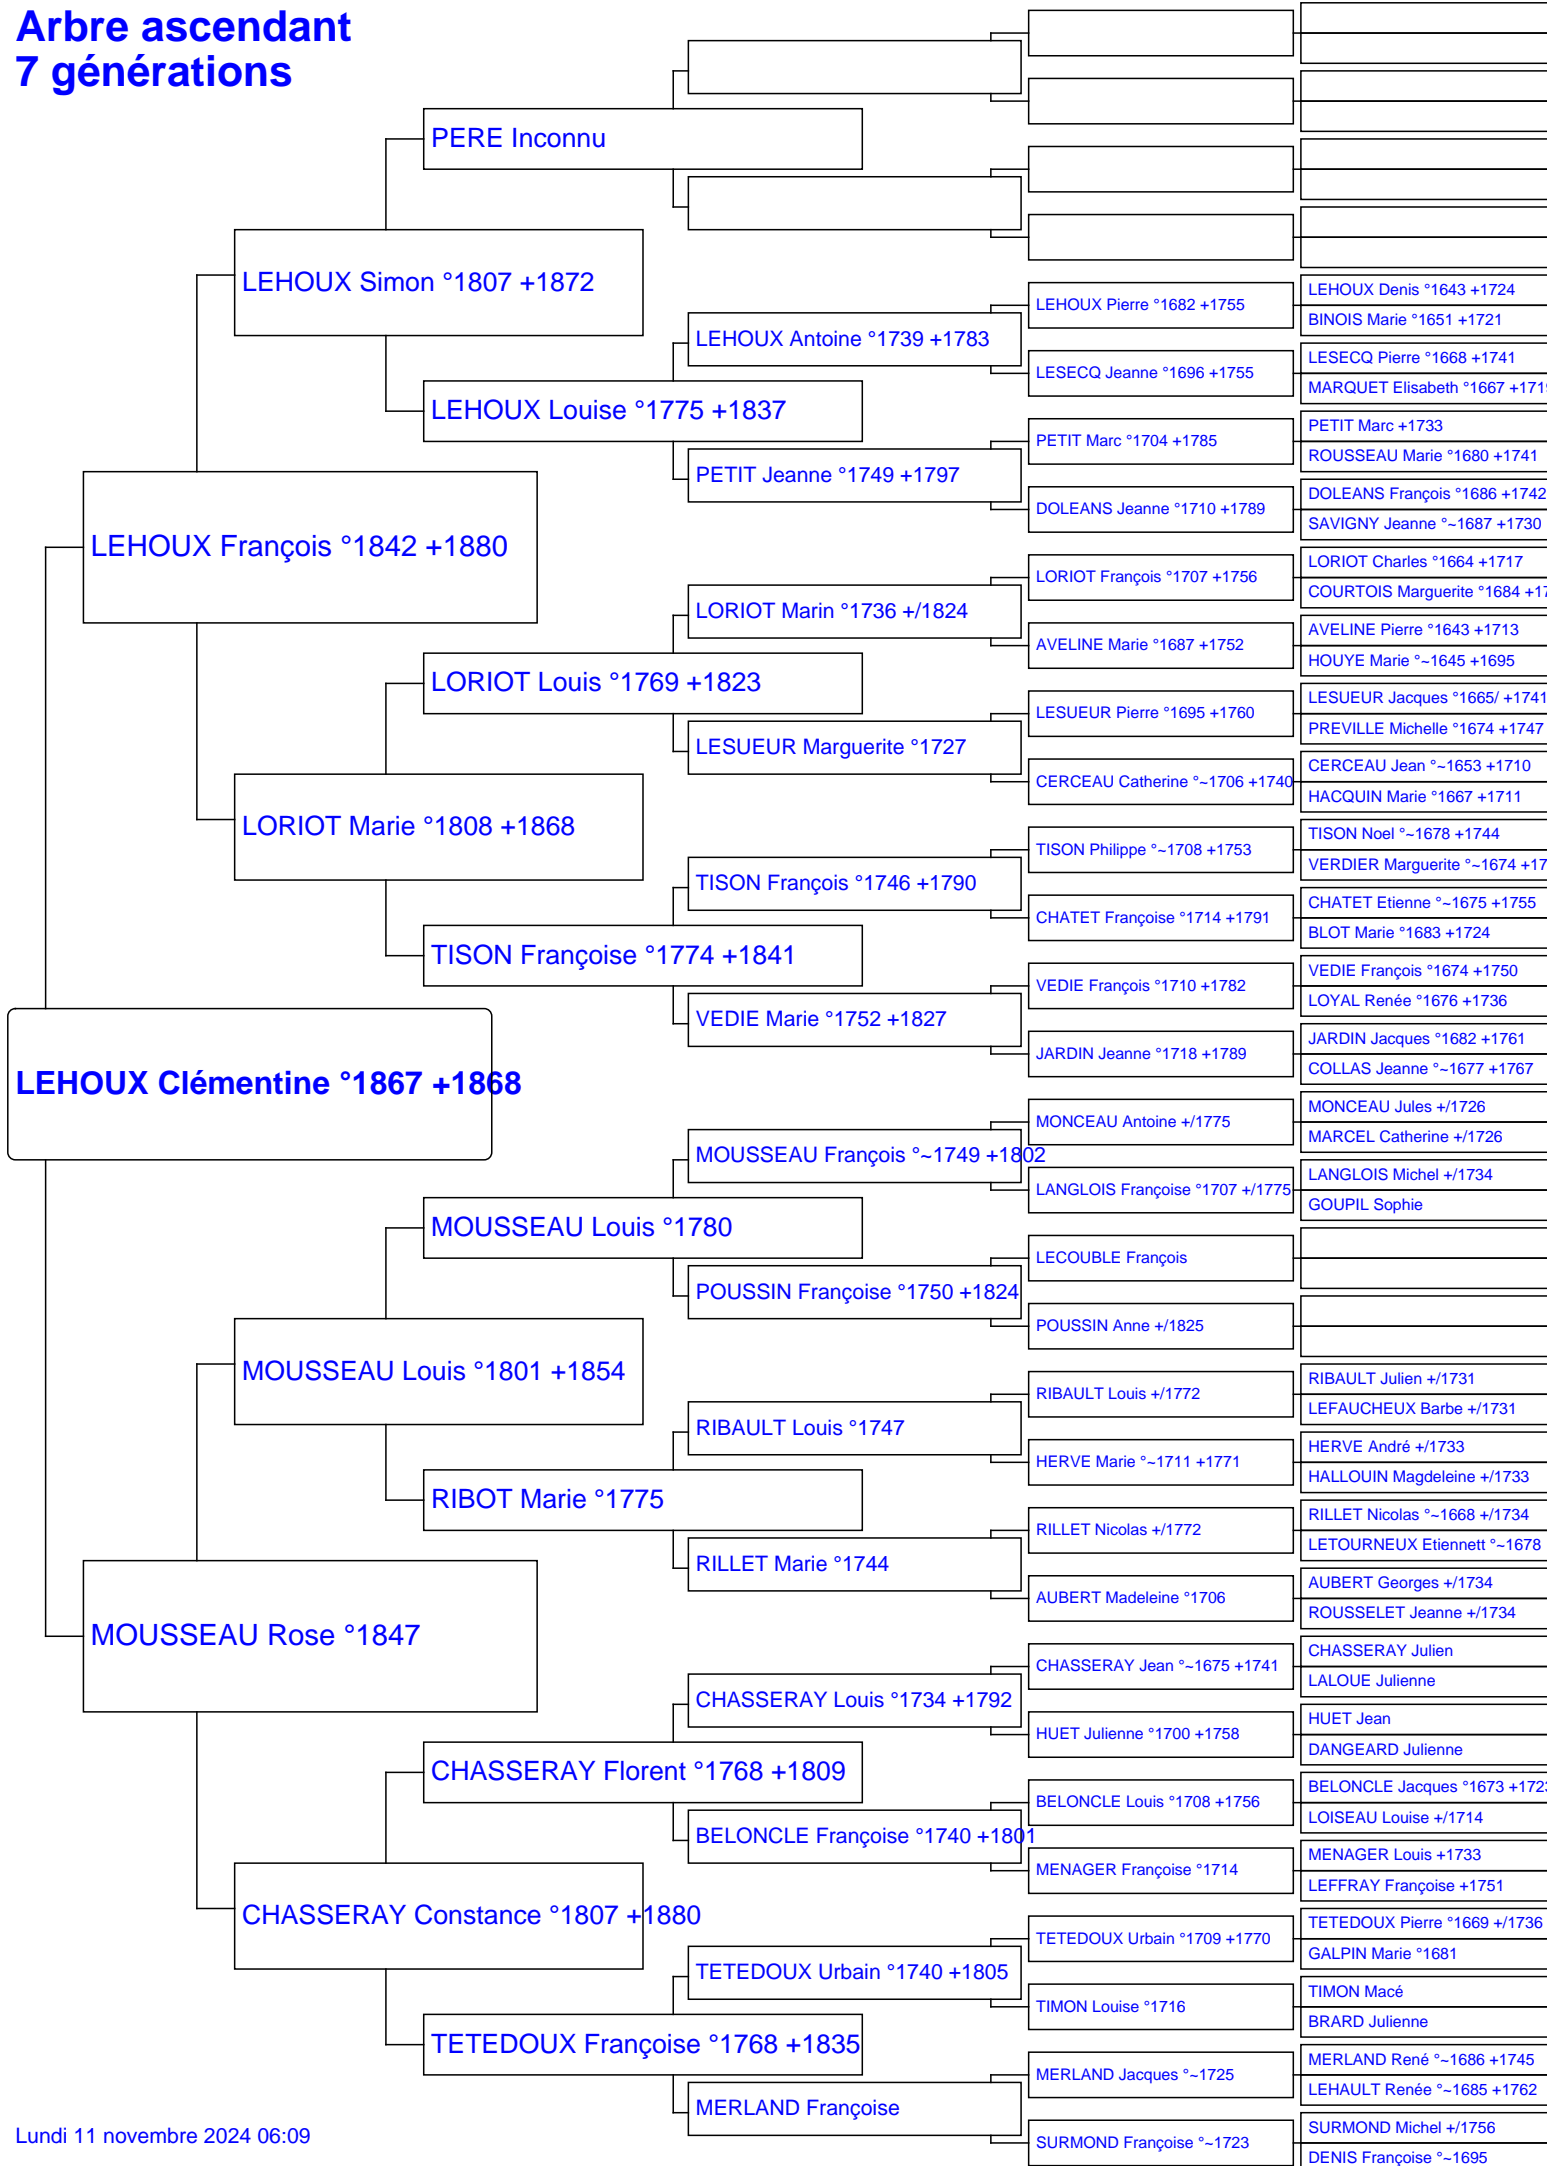 Arbre ascendant
7 générations
PERE Inconnu
LEHOUX Simon °1807 +1872
LEHOUX Pierre °1682 +1755
LEHOUX Denis °1643 +1724
BINOIS Marie °1651 +1721
LEHOUX Antoine °1739 +1783
LESECQ Jeanne °1696 +1755
LESECQ Pierre °1668 +1741
MARQUET Elisabeth °1667 +1719
LEHOUX Louise °1775 +1837
PETIT Marc °1704 +1785
PETIT Marc +1733
ROUSSEAU Marie °1680 +1741
PETIT Jeanne °1749 +1797
DOLEANS Jeanne °1710 +1789
DOLEANS François °1686 +1742
SAVIGNY Jeanne °~1687 +1730
LEHOUX François °1842 +1880
LORIOT François °1707 +1756
LORIOT Charles °1664 +1717
COURTOIS Marguerite °1684 +17
LORIOT Marin °1736 +/1824
AVELINE Marie °1687 +1752
AVELINE Pierre °1643 +1713
HOUYE Marie °~1645 +1695
LORIOT Louis °1769 +1823
LESUEUR Pierre °1695 +1760
LESUEUR Jacques °1665/ +1741
PREVILLE Michelle °1674 +1747
LESUEUR Marguerite °1727
CERCEAU Catherine °~1706 +1740
CERCEAU Jean °~1653 +1710
HACQUIN Marie °1667 +1711
LORIOT Marie °1808 +1868
TISON Philippe °~1708 +1753
TISON Noel °~1678 +1744
VERDIER Marguerite °~1674 +17
TISON François °1746 +1790
CHATET Françoise °1714 +1791
CHATET Etienne °~1675 +1755
BLOT Marie °1683 +1724
TISON Françoise °1774 +1841
VEDIE François °1710 +1782
VEDIE François °1674 +1750
LOYAL Renée °1676 +1736
VEDIE Marie °1752 +1827
JARDIN Jeanne °1718 +1789
JARDIN Jacques °1682 +1761
COLLAS Jeanne °~1677 +1767
LEHOUX Clémentine °1867 +1868
MONCEAU Antoine +/1775
MONCEAU Jules +/1726
MARCEL Catherine +/1726
MOUSSEAU François °~1749 +1802
LANGLOIS Françoise °1707 +/1775
LANGLOIS Michel +/1734
GOUPIL Sophie
MOUSSEAU Louis °1780
LECOUBLE François
POUSSIN Françoise °1750 +1824
POUSSIN Anne +/1825
MOUSSEAU Louis °1801 +1854
RIBAULT Louis +/1772
RIBAULT Julien +/1731
LEFAUCHEUX Barbe +/1731
RIBAULT Louis °1747
HERVE Marie °~1711 +1771
HERVE André +/1733
HALLOUIN Magdeleine +/1733
RIBOT Marie °1775
RILLET Nicolas +/1772
RILLET Nicolas °~1668 +/1734
LETOURNEUX Etiennett °~1678
RILLET Marie °1744
AUBERT Madeleine °1706
AUBERT Georges +/1734
ROUSSELET Jeanne +/1734
MOUSSEAU Rose °1847
CHASSERAY Jean °~1675 +1741
CHASSERAY Julien
LALOUE Julienne
CHASSERAY Louis °1734 +1792
HUET Julienne °1700 +1758
HUET Jean
DANGEARD Julienne
CHASSERAY Florent °1768 +1809
BELONCLE Louis °1708 +1756
BELONCLE Jacques °1673 +1723
LOISEAU Louise +/1714
BELONCLE Françoise °1740 +1801
MENAGER Françoise °1714
MENAGER Louis +1733
LEFFRAY Françoise +1751
CHASSERAY Constance °1807 +1880
TETEDOUX Urbain °1709 +1770
TETEDOUX Pierre °1669 +/1736
GALPIN Marie °1681
TETEDOUX Urbain °1740 +1805
TIMON Louise °1716
TIMON Macé
BRARD Julienne
TETEDOUX Françoise °1768 +1835
MERLAND Jacques °~1725
MERLAND René °~1686 +1745
LEHAULT Renée °~1685 +1762
MERLAND Françoise
SURMOND Françoise °~1723
SURMOND Michel +/1756
DENIS Françoise °~1695
Lundi 11 novembre 2024 06:09